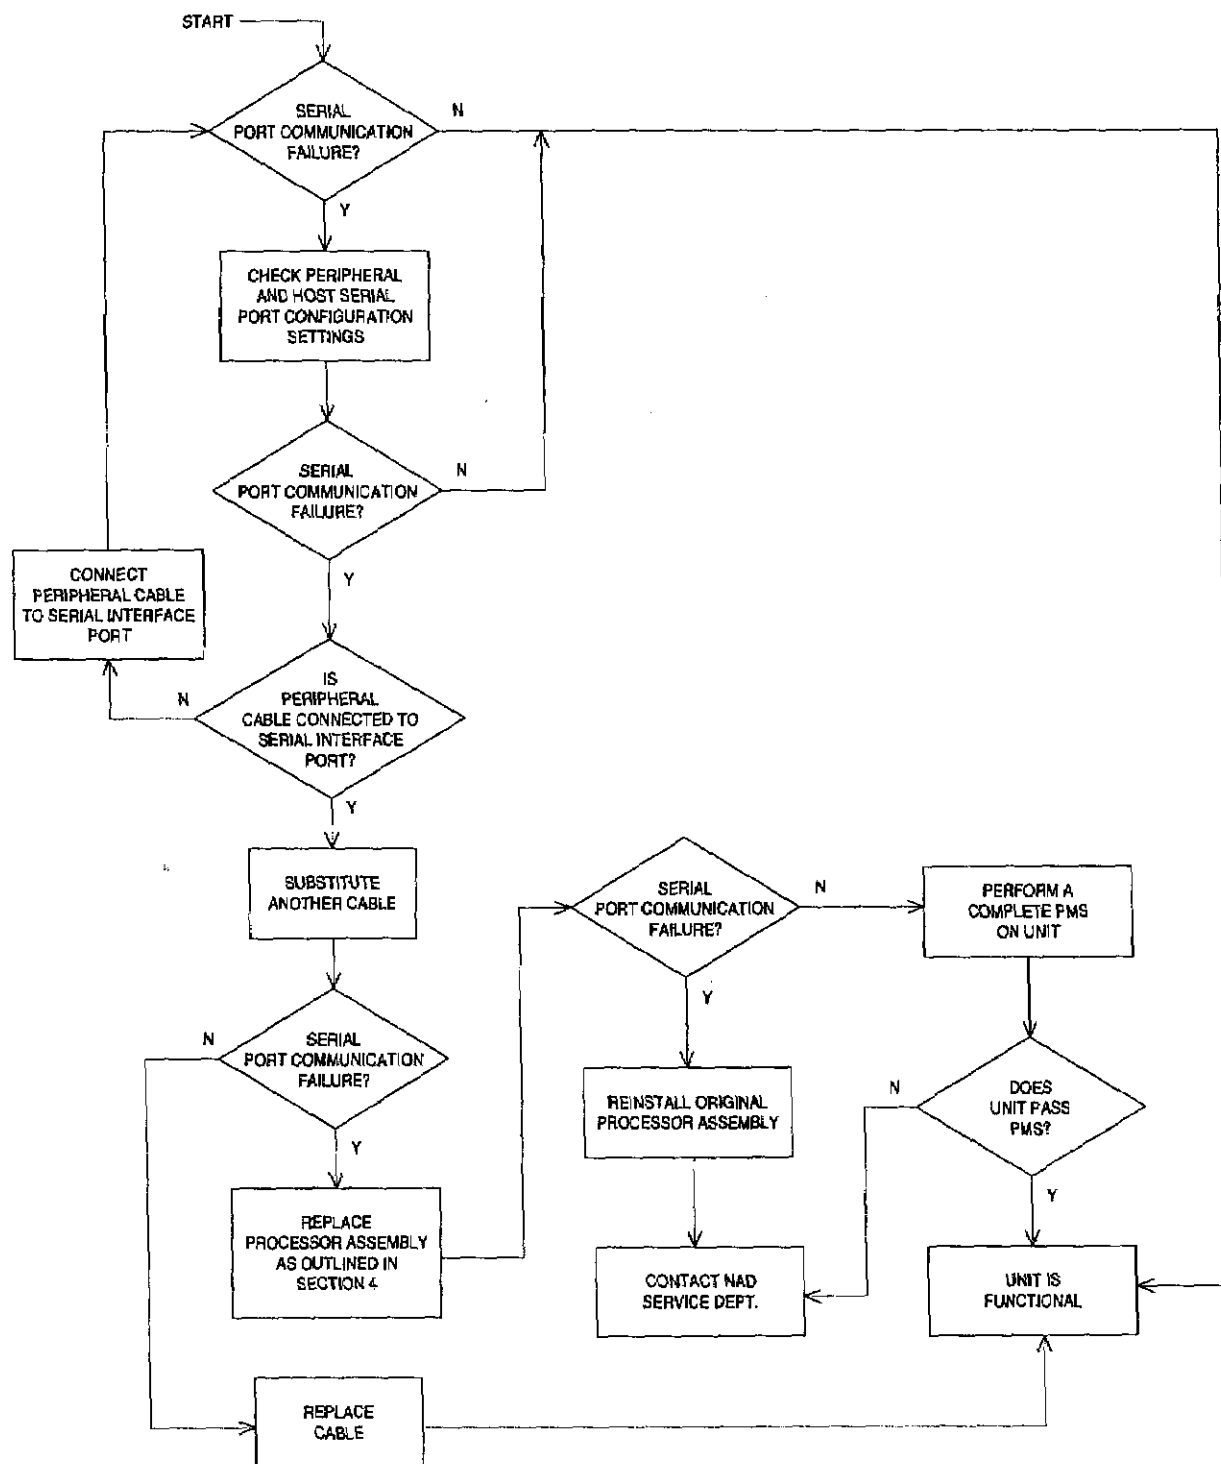 START
SERIAL
PORT COMMUNICATION
FAILURE?
N
Y
CHECK PERIPHERAL
AND HOST SERIAL
PORT CONFIGURATION
SETTINGS
SERIAL
PORT COMMUNICATION
FAILURE?
N
Y
CONNECT
PERIPHERAL CABLE
TO SERIAL INTERFACE
PORT
IS
PERIPHERAL
CABLE CONNECTED TO
SERIAL INTERFACE
PORT?
N
Y
SUBSTITUTE
ANOTHER CABLE
SERIAL
PORT COMMUNICATION
FAILURE?
N
Y
REPLACE
PROCESSOR ASSEMBLY
AS OUTLINED IN
SECTION 4
SERIAL
PORT COMMUNICATION
FAILURE?
N
Y
PERFORM A
COMPLETE PMS
ON UNIT
REINSTALL ORIGINAL
PROCESSOR ASSEMBLY
DOES
UNIT PASS
PMS?
N
Y
CONTACT NAD
SERVICE DEPT.
UNIT IS
FUNCTIONAL
REPLACE
CABLE